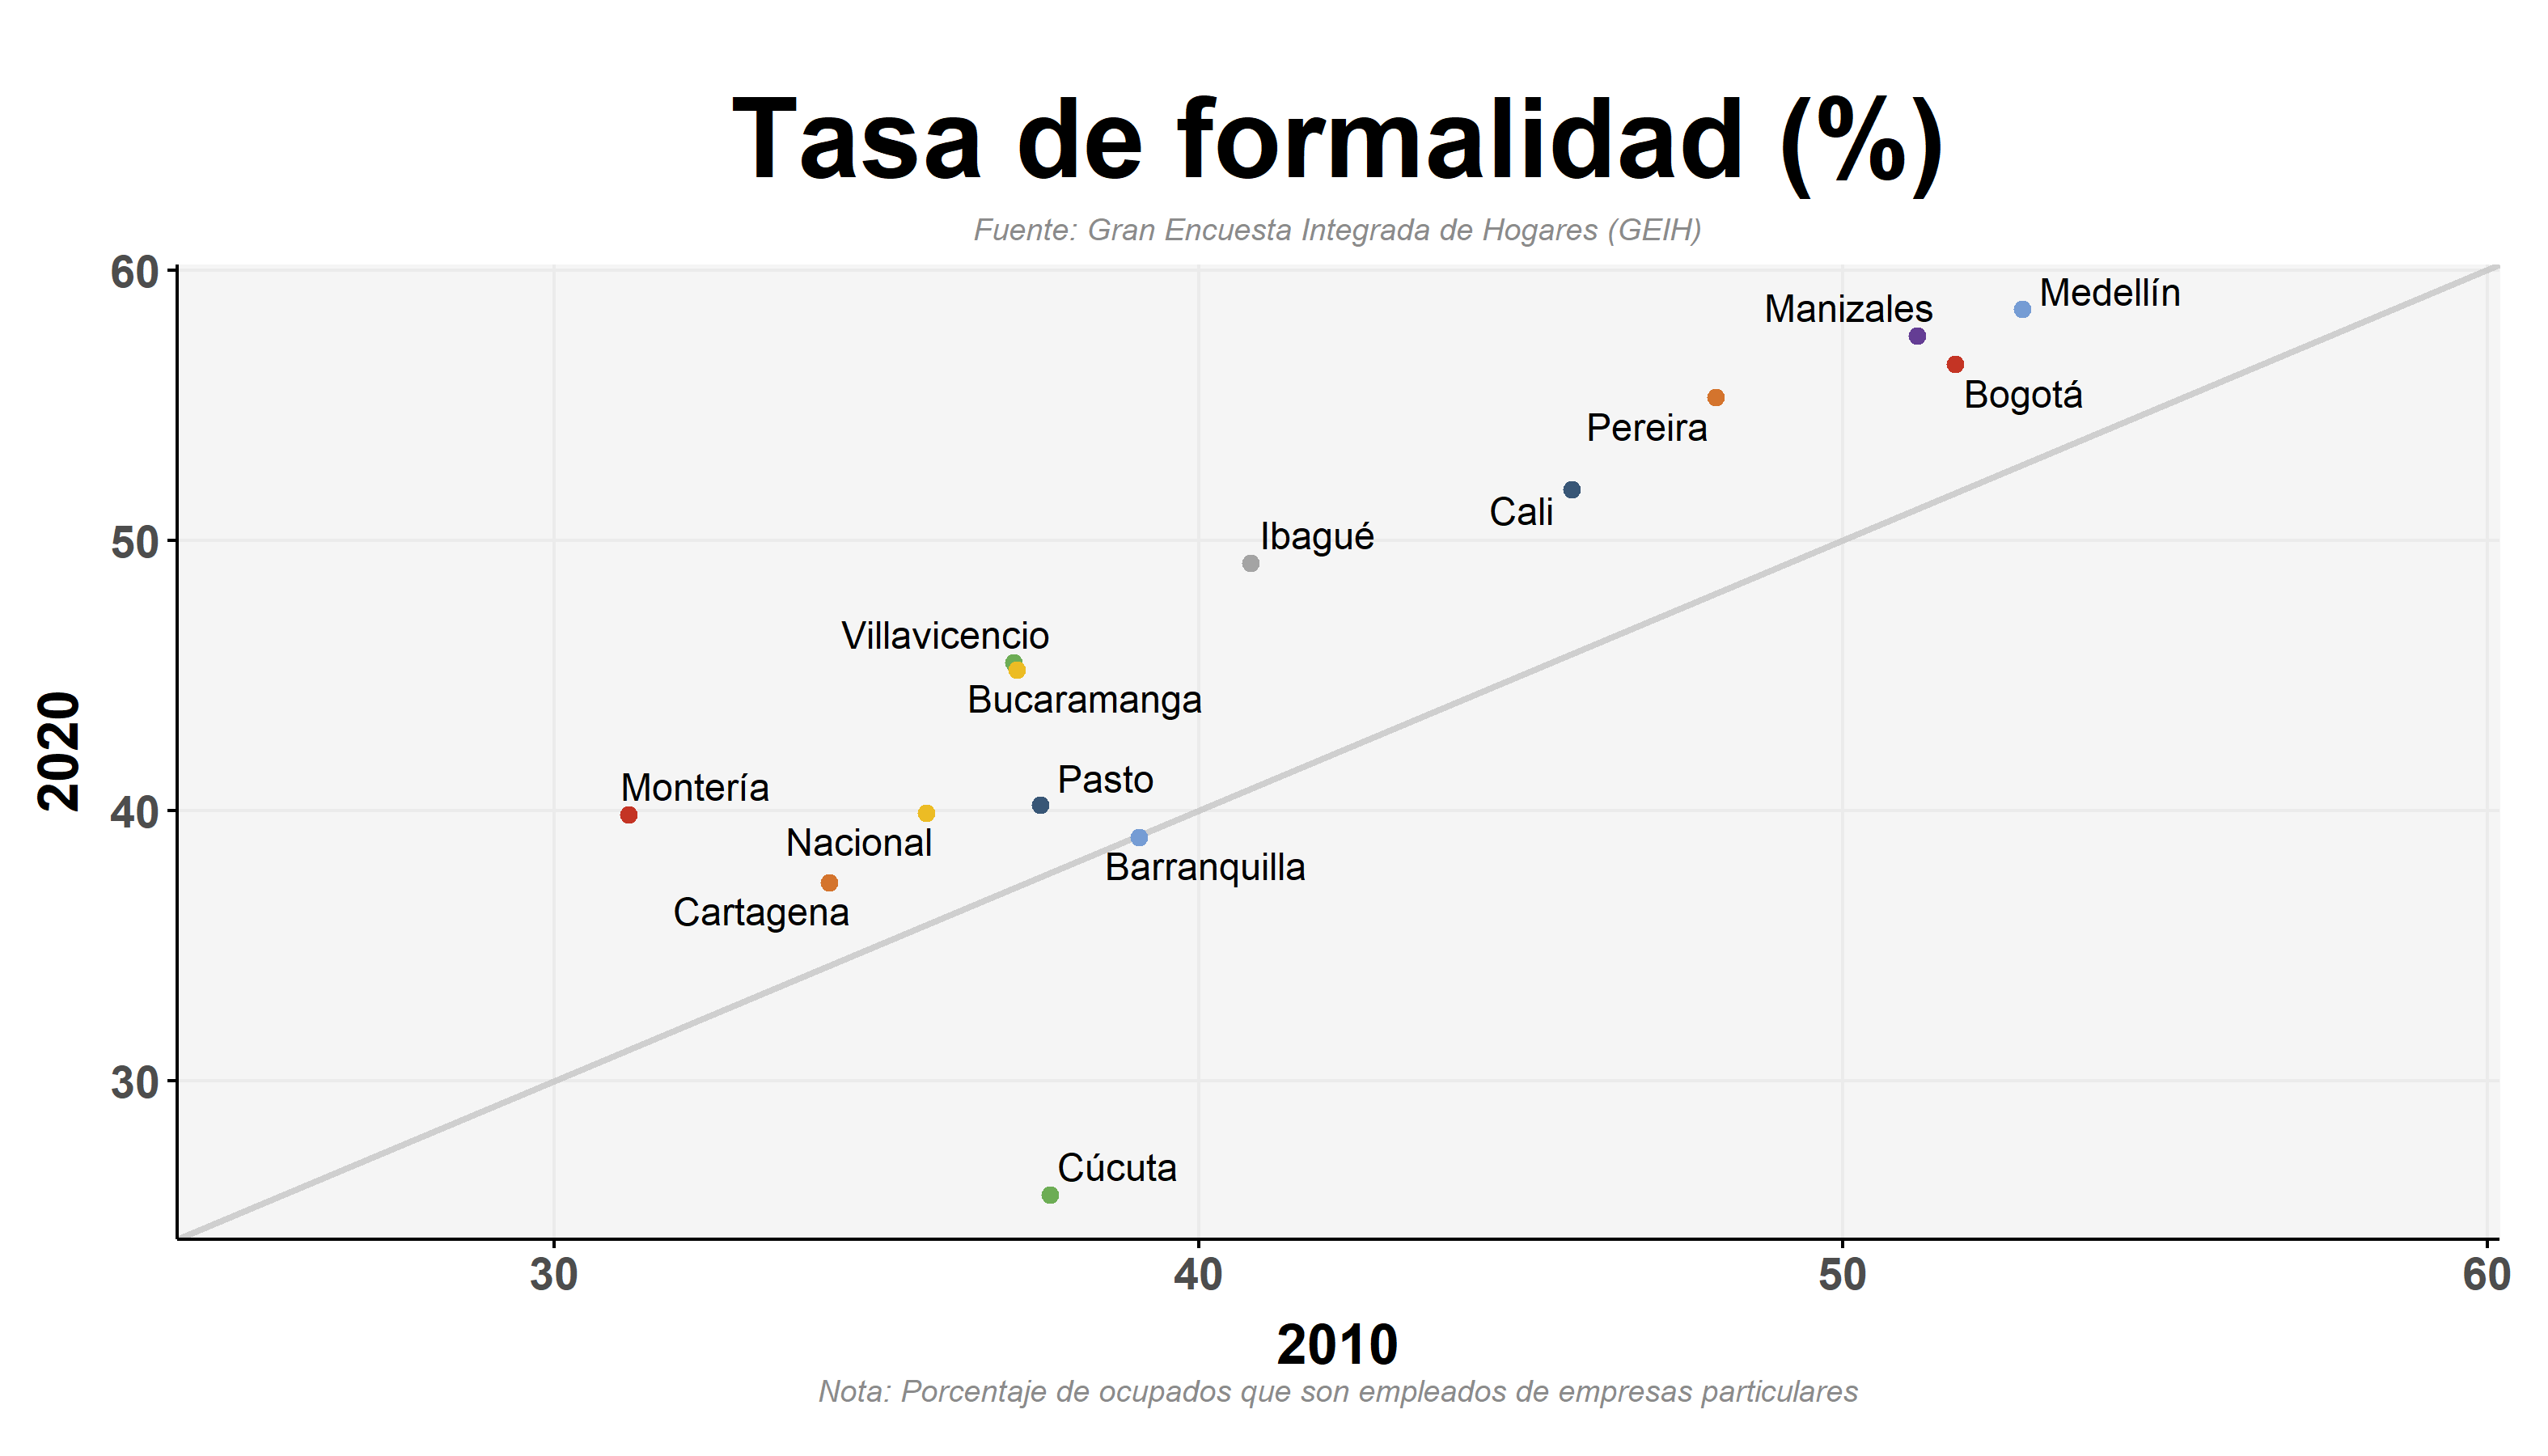 Tasa de formalidad (%)
Fuente: Gran Encuesta Integrada de Hogares (GEIH)
60
Medellín
Manizales
Bogotá
Pereira
Cali
50
Ibagué
Villavicencio
Bucaramanga
2020
Pasto
Montería
40
Nacional
Barranquilla
Cartagena
30
Cúcuta
30 40 50 60
2010
Nota: Porcentaje de ocupados que son empleados de empresas particulares